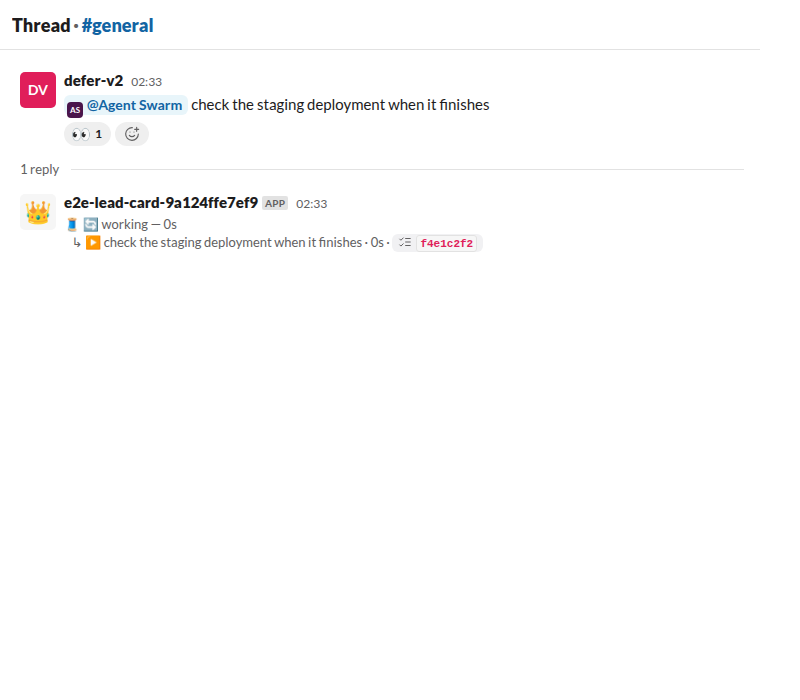 Thread · #general
DV
defer-v2 02:33
AS @Agent Swarm check the staging deployment when it finishes
👀 1
1 reply
e2e-lead-card-9a124ffe7ef9 APP 02:33
🧵 🔄 working — 0s
↳ ▶️ check the staging deployment when it finishes · 0s · f4e1c2f2